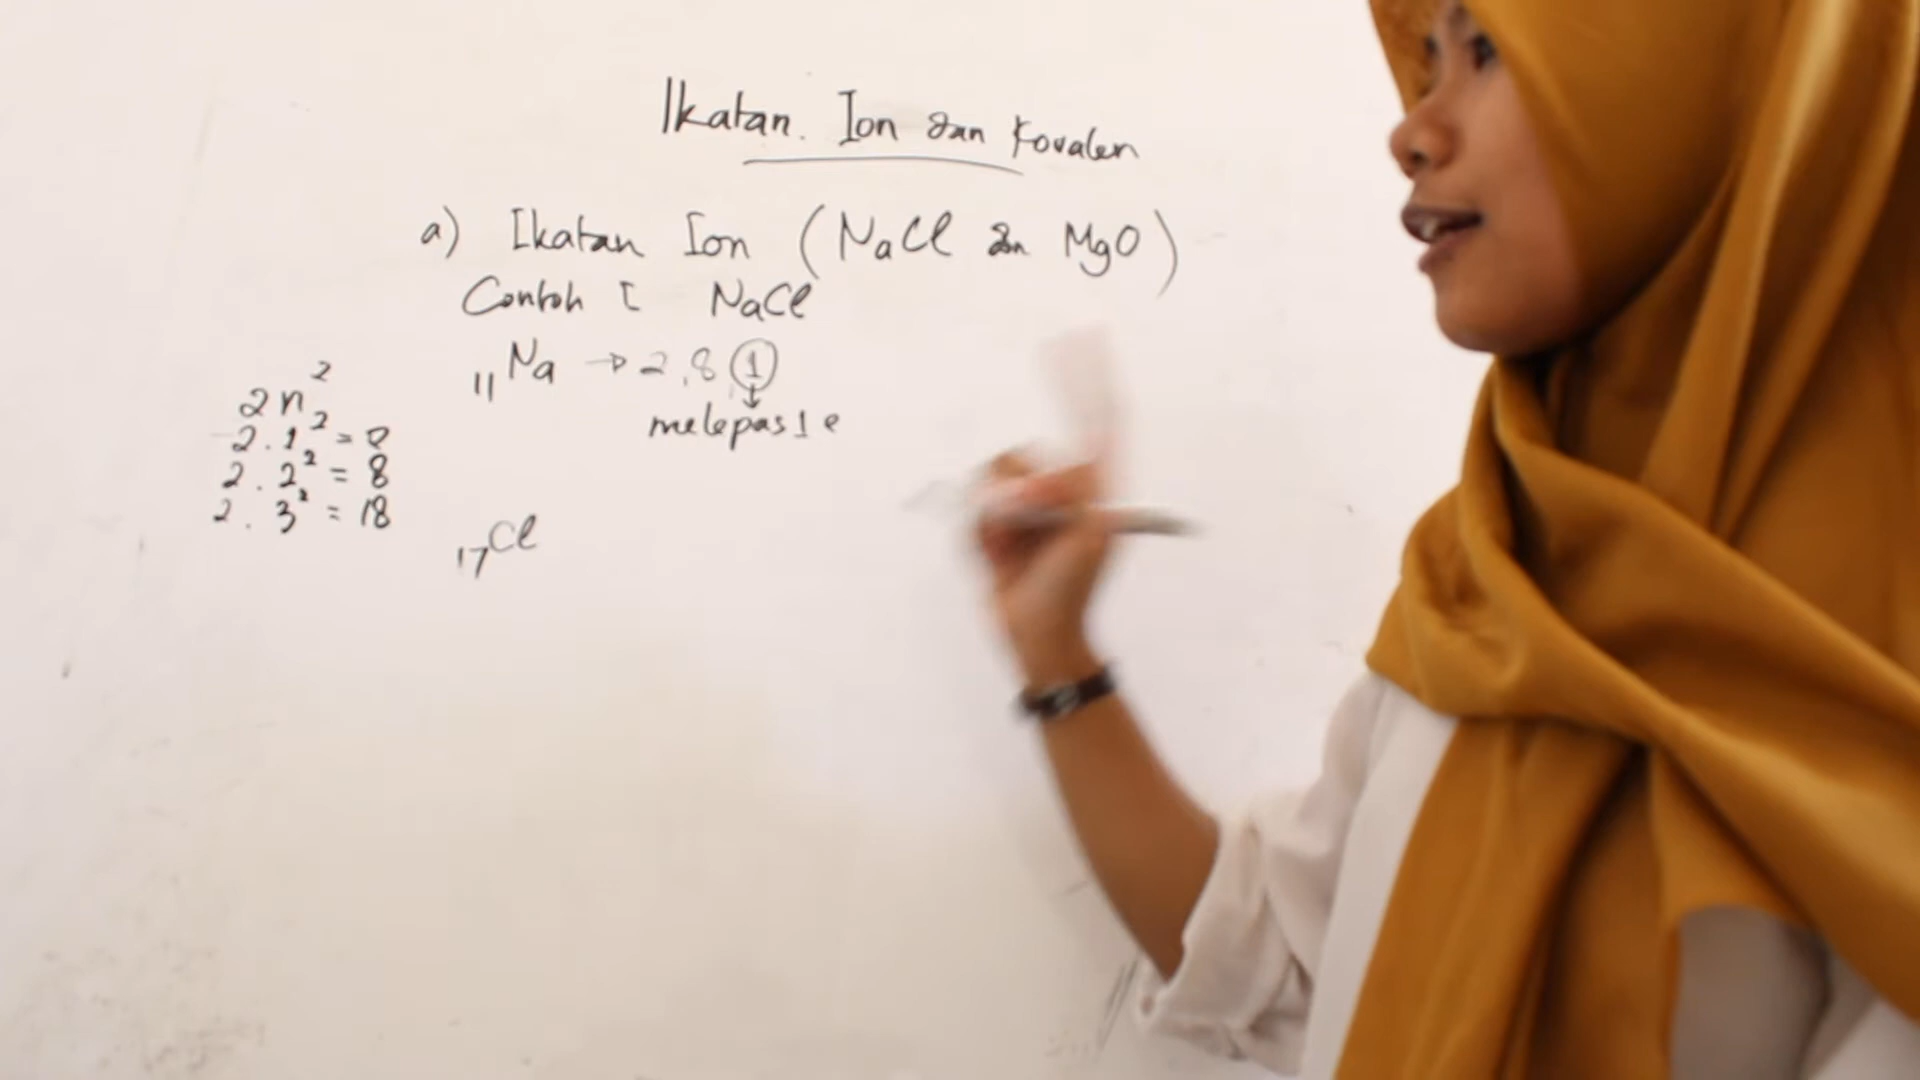 Ikatan. Ion dan Kovalen
a) Ikatan Ion (NaCl dan MgO)
Contoh I NaCl
₁₁Na → 2,8 1
melepas 1 e
2n²
2.1² = 2
2.2² = 8
2.3² = 18
₁₇Cl